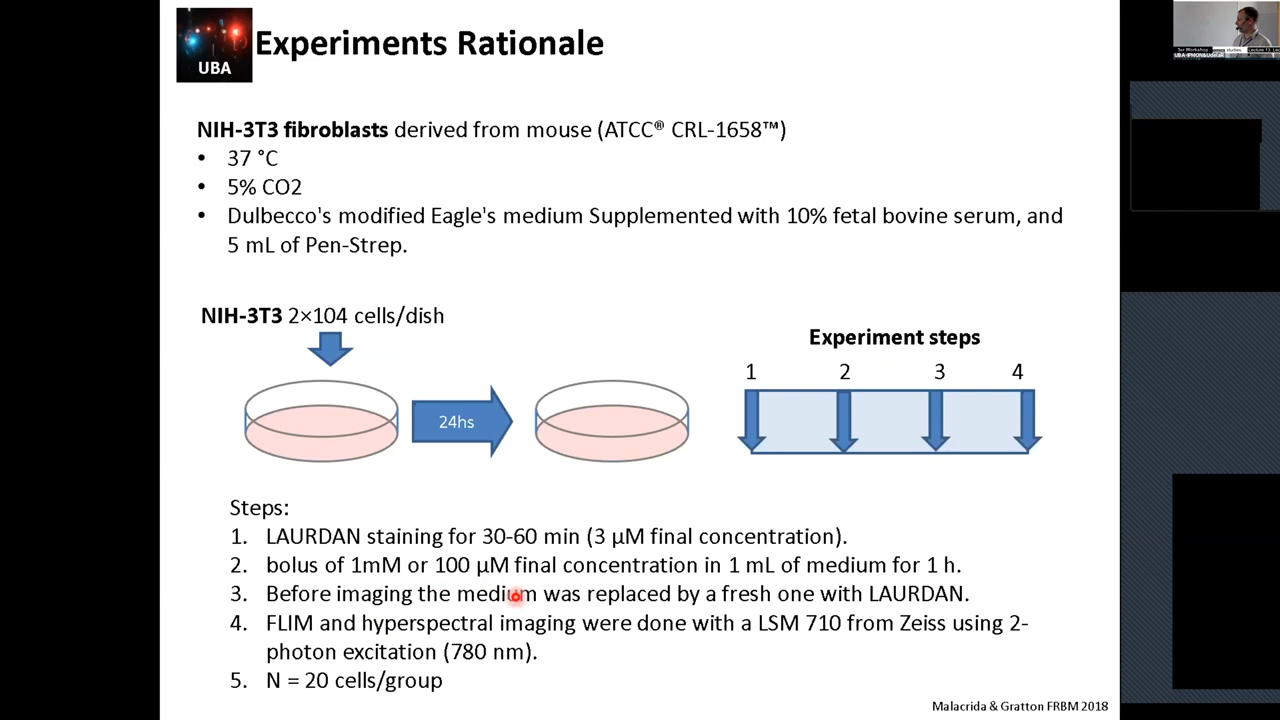 Experiments Rationale
UBA
NIH-3T3 fibroblasts derived from mouse (ATCC® CRL-1658™)
• 37 °C
• 5% CO2
• Dulbecco's modified Eagle's medium Supplemented with 10% fetal bovine serum, and
5 mL of Pen-Strep.
NIH-3T3 2×104 cells/dish
24hs
Experiment steps
1 2 3 4
Steps:
1. LAURDAN staining for 30-60 min (3 µM final concentration).
2. bolus of 1mM or 100 µM final concentration in 1 mL of medium for 1 h.
3. Before imaging the medium was replaced by a fresh one with LAURDAN.
4. FLIM and hyperspectral imaging were done with a LSM 710 from Zeiss using 2-
photon excitation (780 nm).
5. N = 20 cells/group
Malacrida & Gratton FRBM 2018